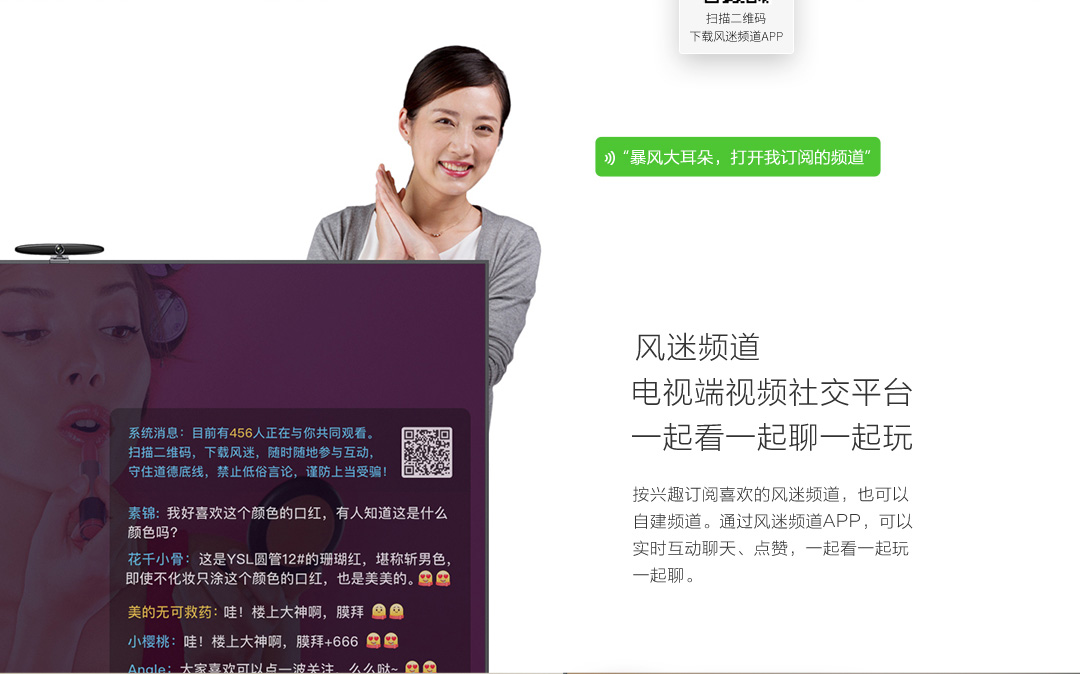 扫描二维码
下载风迷频道APP
“暴风大耳朵，打开我订阅的频道”
风迷频道
电视端视频社交平台
一起看一起聊一起玩
按兴趣订阅喜欢的风迷频道，也可以
自建频道。通过风迷频道APP，可以
实时互动聊天、点赞，一起看一起玩
一起聊。
系统消息：目前有456人正在与你共同观看。
扫描二维码，下载风迷，随时随地参与互动，
守住道德底线，禁止低俗言论，谨防上当受骗！
素锦：我好喜欢这个颜色的口红，有人知道这是什么
颜色吗？
花千小骨：这是YSL圆管12#的珊瑚红，堪称斩男色，
即使不化妆只涂这个颜色的口红，也是美美的。😍😍
美的无可救药：哇！楼上大神啊，膜拜
小樱桃：哇！楼上大神啊，膜拜+666 😍😍
Angle：大家喜欢可以点一波关注，么么哒~ 😍😍